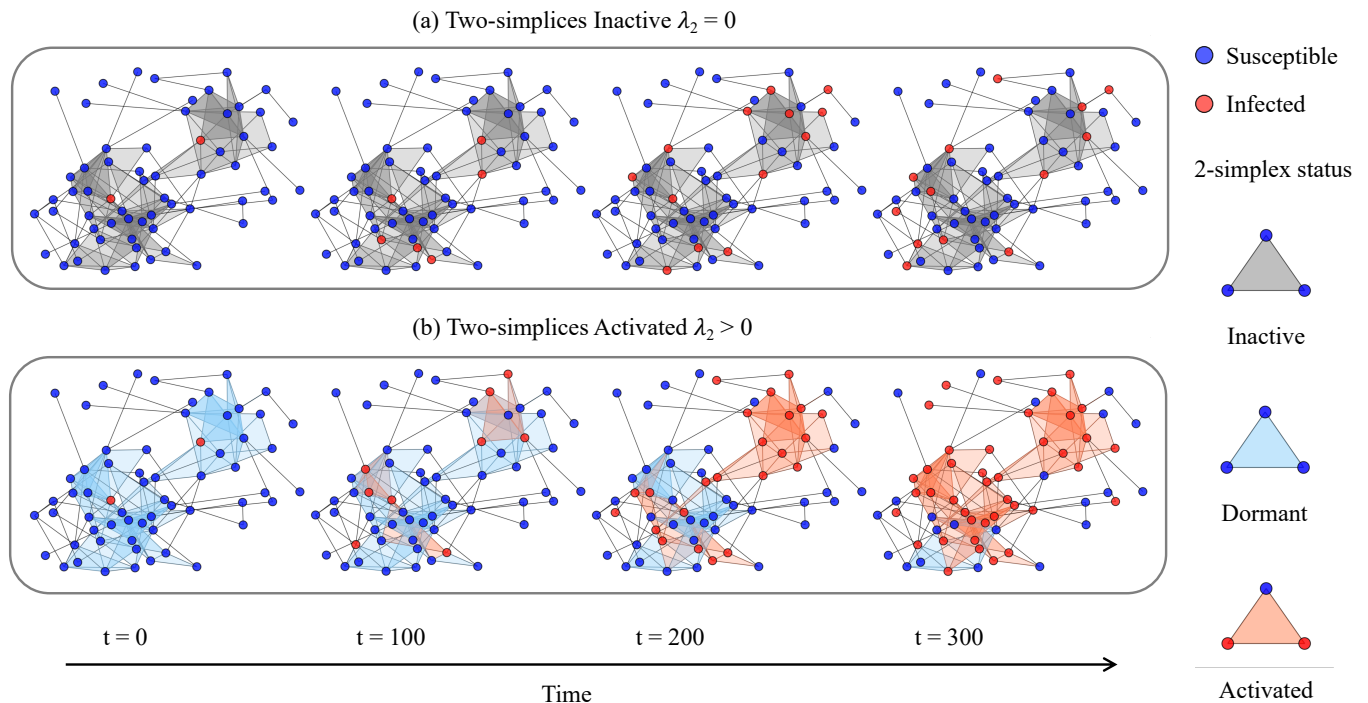 (a) Two-simplices Inactive λ₂ = 0
Susceptible
Infected
2-simplex status
Inactive
(b) Two-simplices Activated λ₂ > 0
Dormant
Activated
t = 0
t = 100
t = 200
t = 300
Time